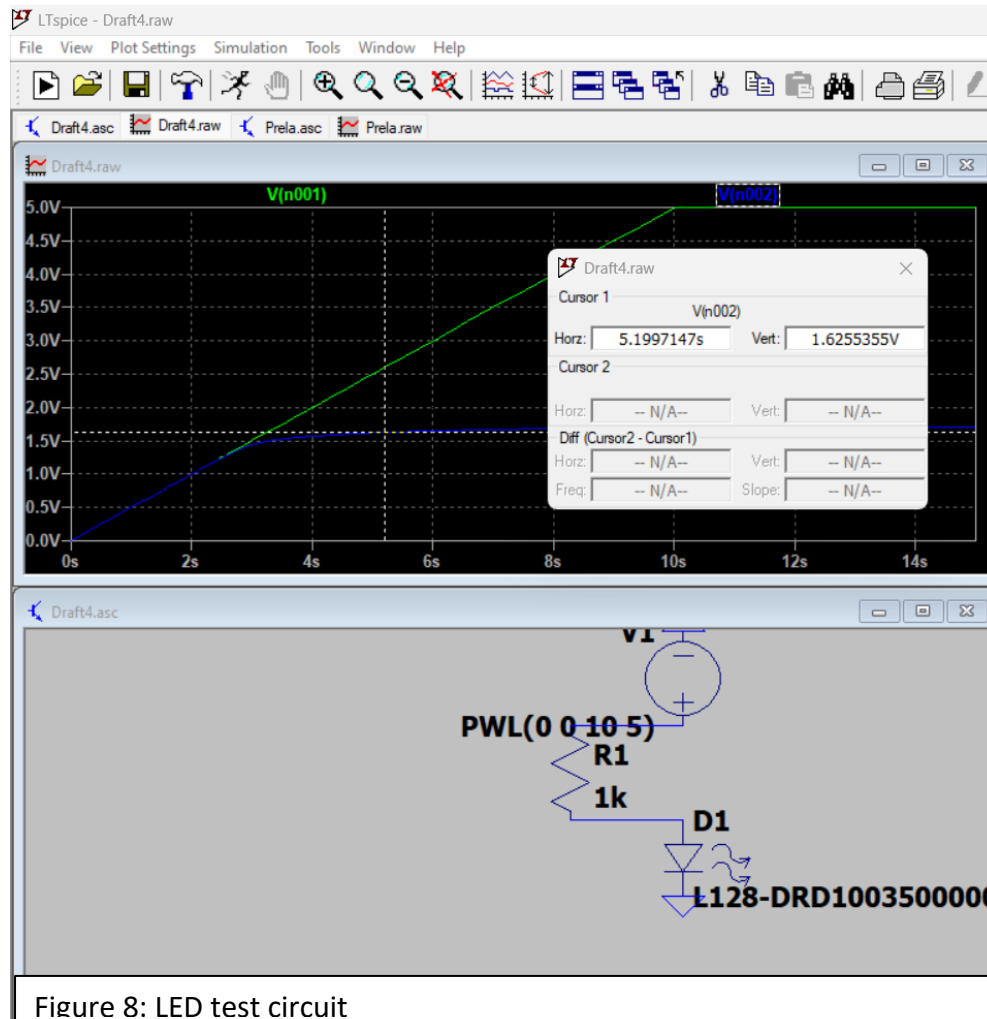 LTspice - Draft4.raw
File View Plot Settings Simulation Tools Window Help
Draft4.asc Draft4.raw Prela.asc Prela.raw
Draft4.raw
V(n001) V(n002)
5.0V
4.5V
4.0V
3.5V
3.0V
2.5V
2.0V
1.5V
1.0V
0.5V
0.0V
0s 2s 4s 6s 8s 10s 12s 14s
Draft4.raw
Cursor 1
V(n002)
Horz: 5.1997147s Vert: 1.6255355V
Cursor 2
Horz: -- N/A-- Vert: -- N/A--
Diff (Cursor2 - Cursor1)
Horz: -- N/A-- Vert: -- N/A--
Freq: -- N/A-- Slope: -- N/A--
Draft4.asc
V1
PWL(0 0 10 5)
R1
1k
D1
L128-DRD100350000
Figure 8: LED test circuit